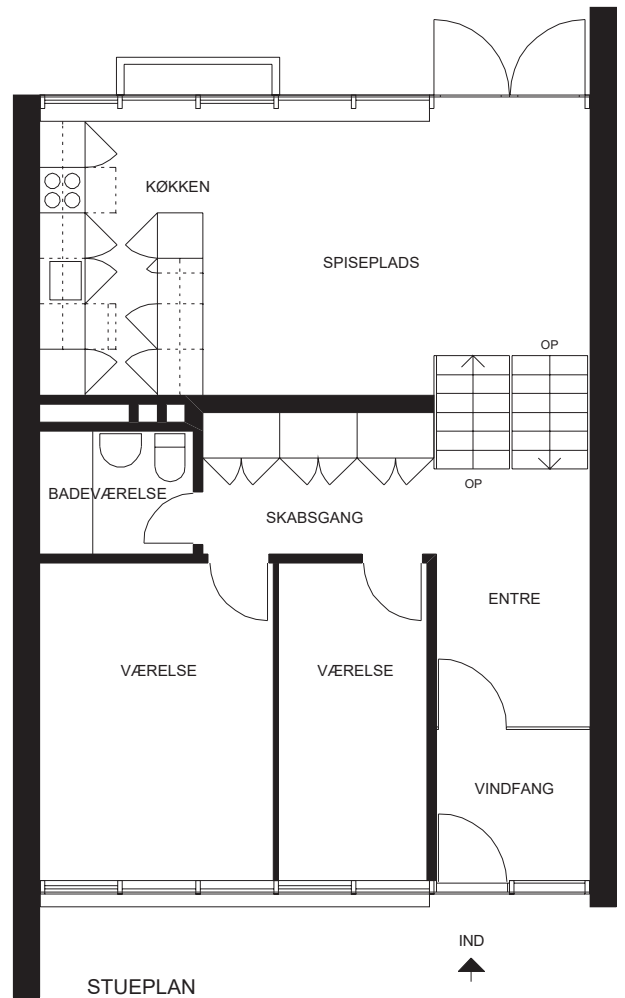 KØKKEN
SPISEPLADS
OP
OP
BADEVÆRELSE
SKABSGANG
ENTRE
VÆRELSE
VÆRELSE
VINDFANG
IND
STUEPLAN